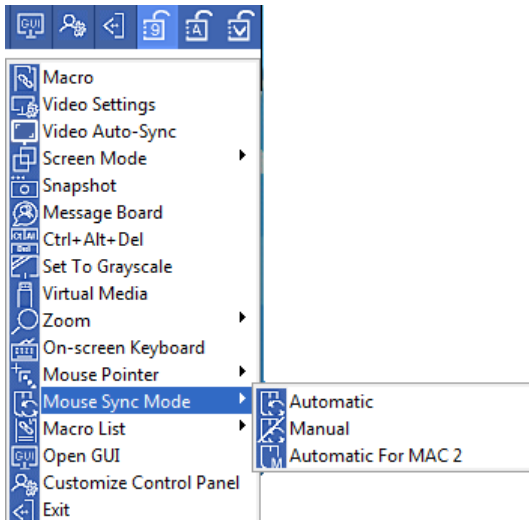 GUI
9
A
Macro
Video Settings
Video Auto-Sync
Screen Mode
Snapshot
Message Board
Ctrl+Alt+Del
Set To Grayscale
Virtual Media
Zoom
On-screen Keyboard
Mouse Pointer
Mouse Sync Mode
Automatic
Manual
M
Automatic For MAC 2
Macro List
GUI
Open GUI
Customize Control Panel
Exit